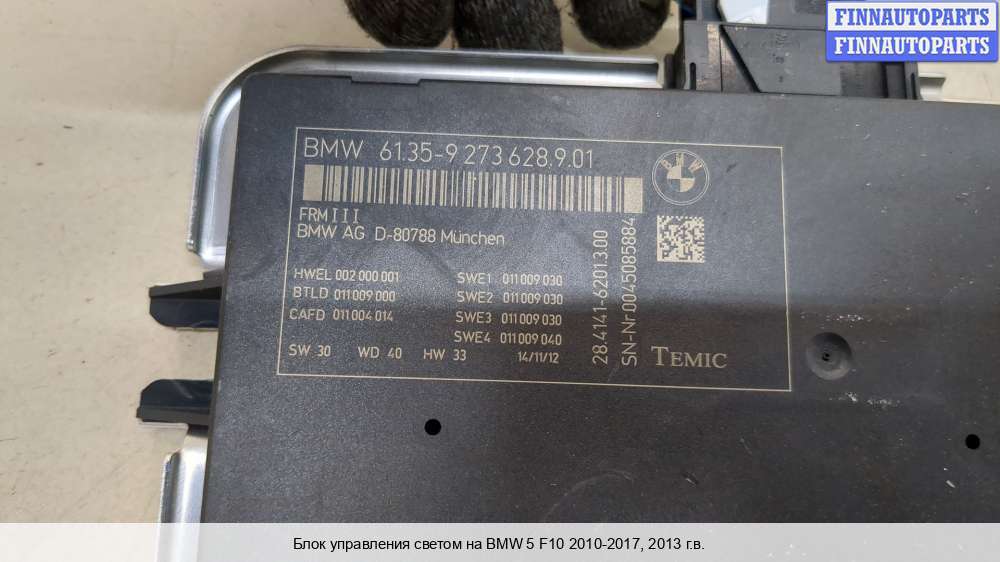 FINNAUTOPARTS
FINNAUTOPARTS
BMW 61.35-9 273 628.9.01
BMW
FRM III
BMW AG D-80788 München
HWEL 002 000 001
BTLD 011 009 000
CAFD 011 004 014
SWE1 011 009 030
SWE2 011 009 030
SWE3 011 009 030
SWE4 011 009 040
SW 30 WD 40 HW 33 14/11/12
28.4141-6201.3.00
SN-Nr 0045085884
TEMIC
Блок управления светом на BMW 5 F10 2010-2017, 2013 г.в.